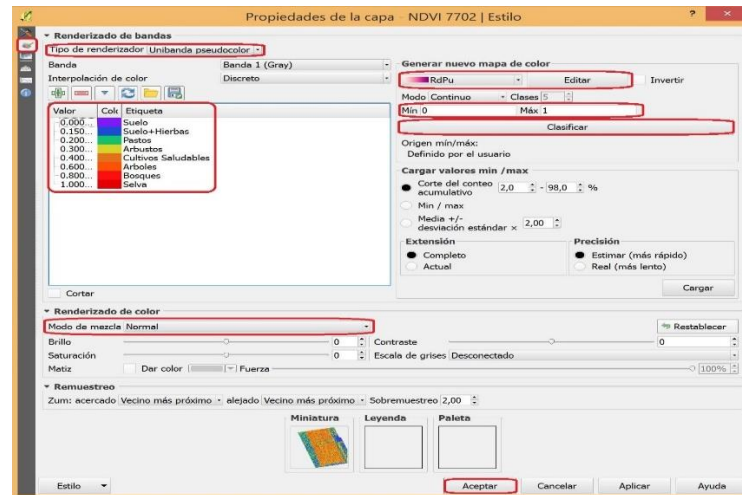 Propiedades de la capa - NDVI 7702 | Estilo
Renderizado de bandas
Tipo de renderizador Unibanda pseudocolor
Banda Banda 1 (Gray)
Interpolación de color Discreto
Valor Colo Etiqueta
0.000... Suelo
0.150... Suelo+Hierbas
0.200... Pastos
0.300... Arbustos
0.400... Cultivos Saludables
0.600... Arboles
0.800... Bosques
1.000... Selva
Cortar
Generar nuevo mapa de color
RdPu Editar Invertir
Modo Continuo Clases 5
Mín 0 Máx 1
Clasificar
Origen mín/máx:
Definido por el usuario
Cargar valores min /max
Corte del conteo acumulativo 2,0 - 98,0 %
Min / max
Media +/- desviación estándar × 2,00
Extensión Precisión
Completo Estimar (más rápido)
Actual Real (más lento)
Cargar
Renderizado de color
Modo de mezcla Normal Restablecer
Brillo 0 Contraste 0
Saturación 0 Escala de grises Desconectado
Matiz Dar color Fuerza 100%
Remuestreo
Zum: acercado Vecino más próximo alejado Vecino más próximo Sobremuestreo 2,00
Miniatura Leyenda Paleta
Estilo Aceptar Cancelar Aplicar Ayuda